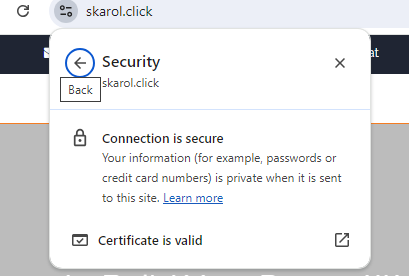 skarol.click
at
Security
skarol.click
Back
Connection is secure
Your information (for example, passwords or
credit card numbers) is private when it is sent
to this site. Learn more
Certificate is valid